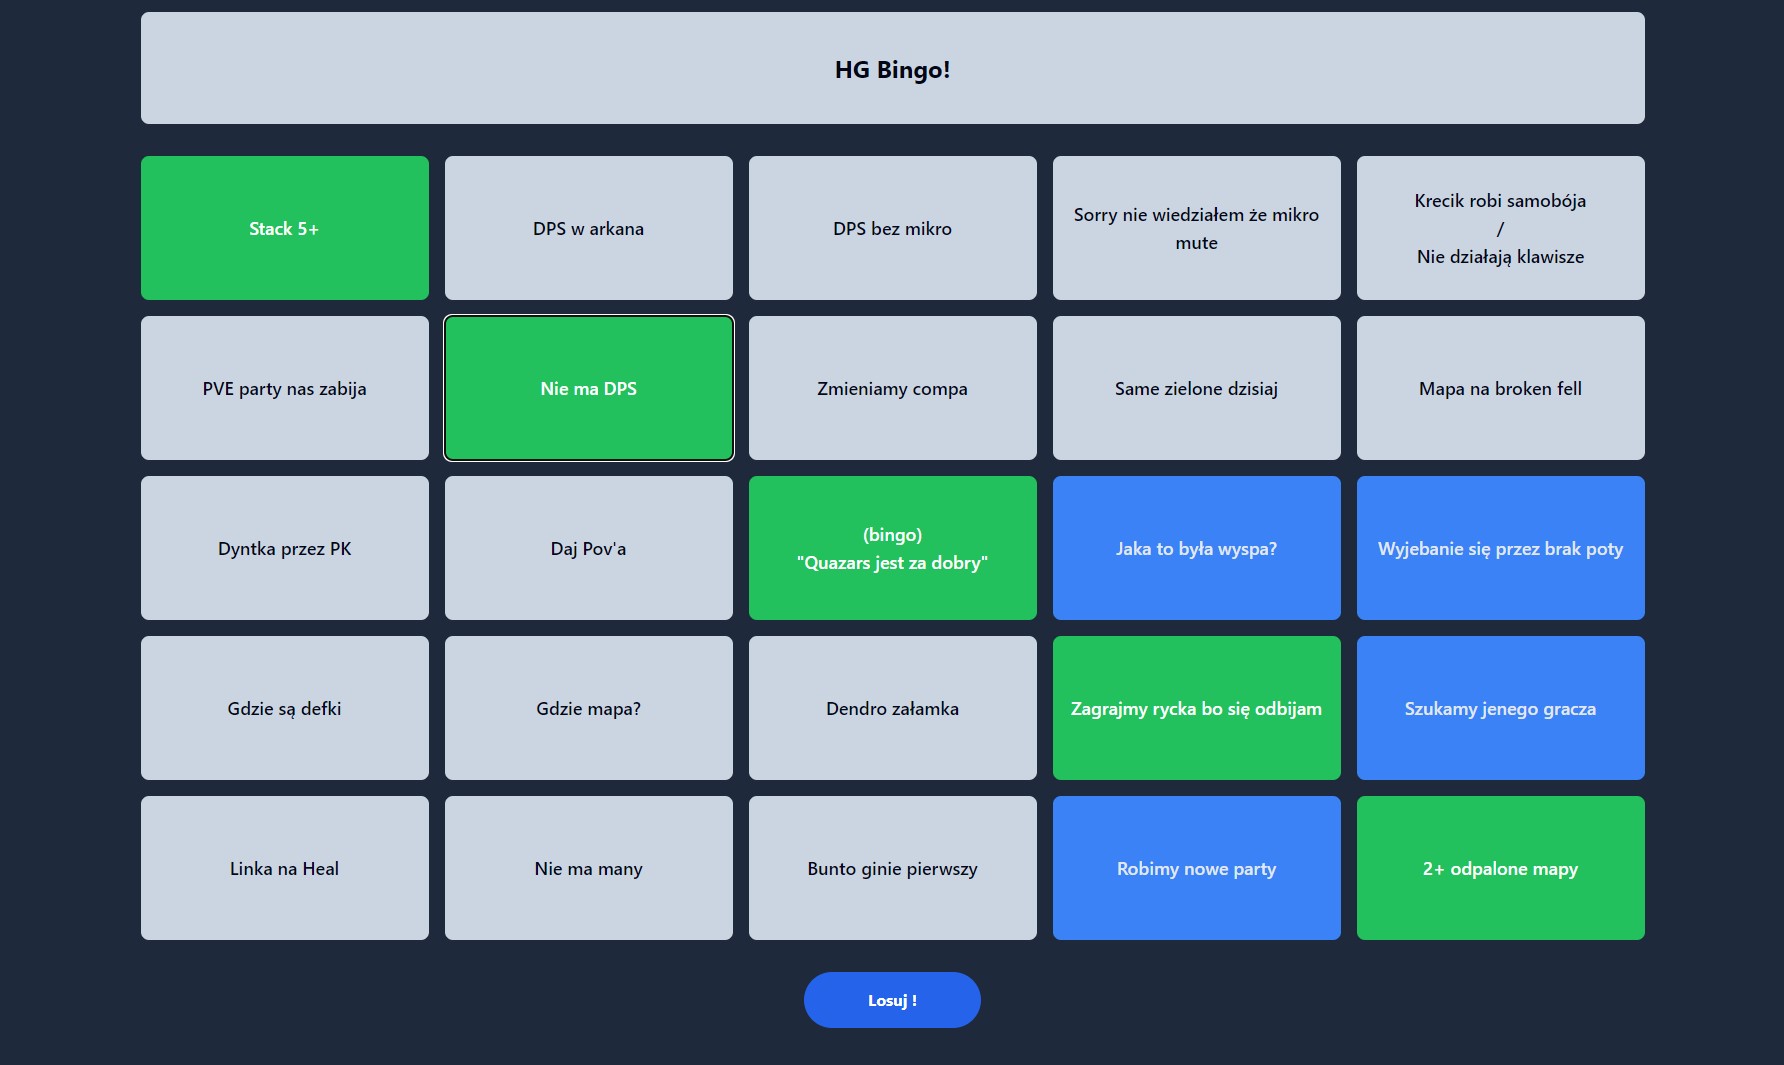 HG Bingo!
Stack 5+
DPS w arkana
DPS bez mikro
Sorry nie wiedziałem że mikro
mute
Krecik robi samobója
/
Nie działają klawisze
PVE party nas zabija
Nie ma DPS
Zmieniamy compa
Same zielone dzisiaj
Mapa na broken fell
Dyntka przez PK
Daj Pov'a
(bingo)
"Quazars jest za dobry"
Jaka to była wyspa?
Wyjebanie się przez brak poty
Gdzie są defki
Gdzie mapa?
Dendro załamka
Zagrajmy rycka bo się odbijam
Szukamy jenego gracza
Linka na Heal
Nie ma many
Bunto ginie pierwszy
Robimy nowe party
2+ odpalone mapy
Losuj !